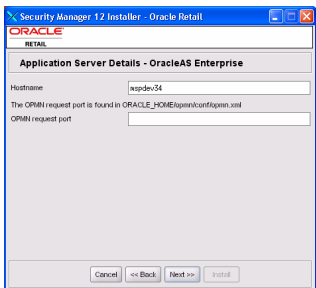 Security Manager 12 Installer - Oracle Retail
ORACLE
RETAIL
Application Server Details - OracleAS Enterprise
Hostname mspdev34
The OPMN request port is found in ORACLE_HOME/opmn/conf/opmn.xml
OPMN request port
Cancel << Back Next >> Install